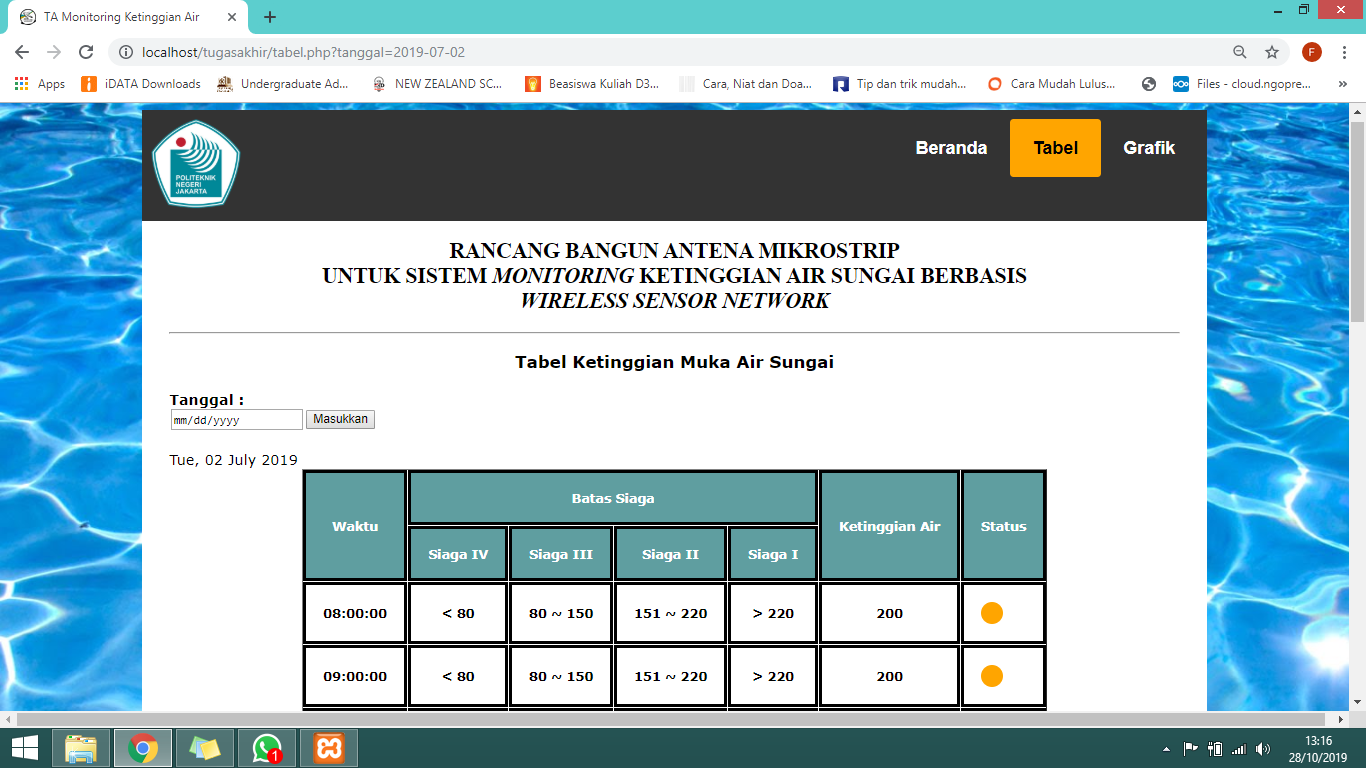 TA Monitoring Ketinggian Air
localhost/tugasakhir/tabel.php?tanggal=2019-07-02
F
Apps iDATA Downloads Undergraduate Ad... NEW ZEALAND SC... Beasiswa Kuliah D3... Cara, Niat dan Doa... Tip dan trik mudah... Cara Mudah Lulus... Files - cloud.ngopre...
POLITEKNIK
NEGERI
JAKARTA
Beranda Tabel Grafik
RANCANG BANGUN ANTENA MIKROSTRIP
UNTUK SISTEM MONITORING KETINGGIAN AIR SUNGAI BERBASIS
WIRELESS SENSOR NETWORK
Tabel Ketinggian Muka Air Sungai
Tanggal :
mm/dd/yyyy Masukkan
Tue, 02 July 2019
Waktu Batas Siaga Ketinggian Air Status
Siaga IV Siaga III Siaga II Siaga I
08:00:00 < 80 80 ~ 150 151 ~ 220 > 220 200
09:00:00 < 80 80 ~ 150 151 ~ 220 > 220 200
1
13:16
28/10/2019